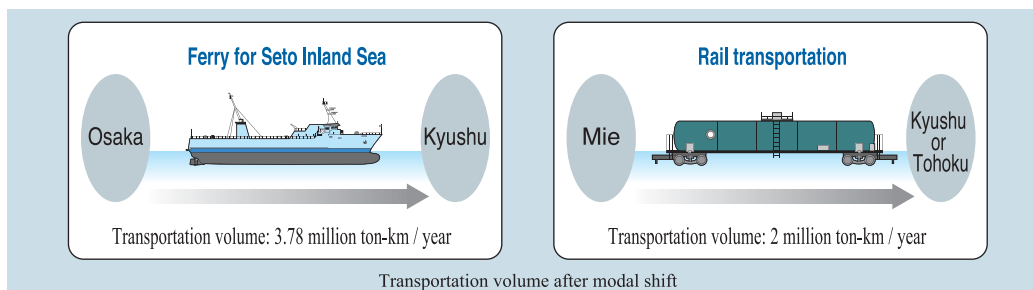 Ferry for Seto Inland Sea
Osaka
Kyushu
Transportation volume: 3.78 million ton-km / year
Rail transportation
Mie
Kyushu
or
Tohoku
Transportation volume: 2 million ton-km / year
Transportation volume after modal shift